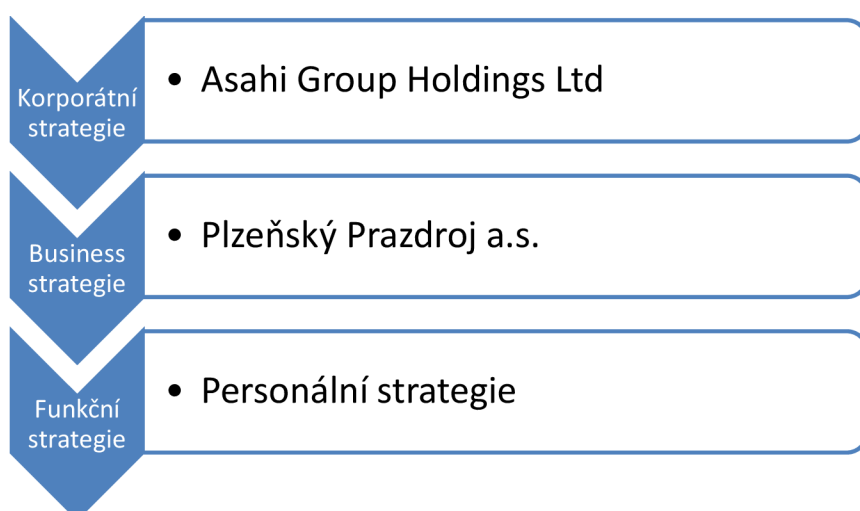 Korporátní
strategie
• Asahi Group Holdings Ltd
Business
strategie
• Plzeňský Prazdroj a.s.
Funkční
strategie
• Personální strategie